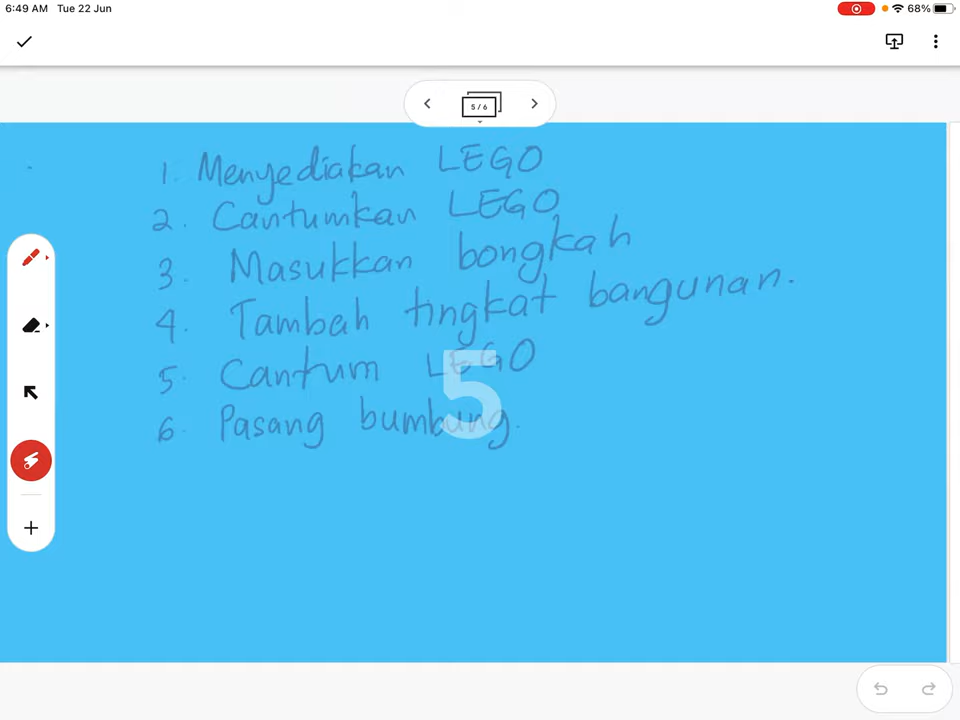 6:49 AM Tue 22 Jun
68%
5 / 6
1. Menyediakan LEGO
2. Cantumkan LEGO
3. Masukkan bongkah
4. Tambah tingkat bangunan.
5. Cantum LEGO
5
6. Pasang bumbung.